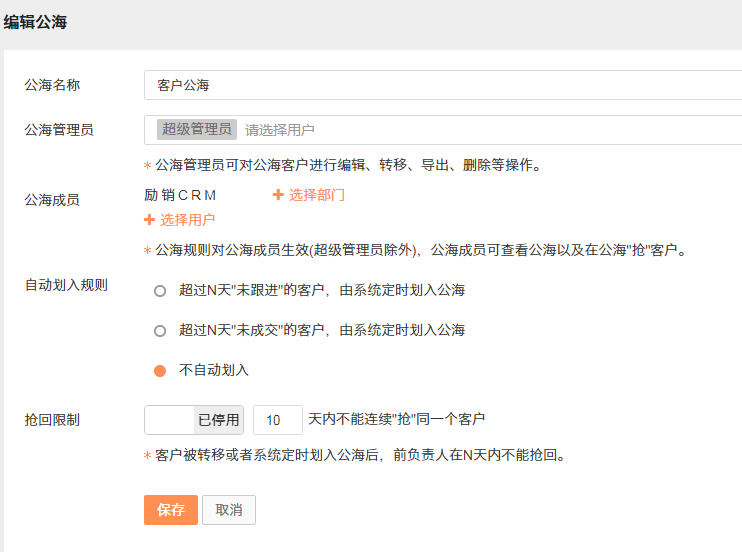 编辑公海
公海名称 客户公海
公海管理员 超级管理员 请选择用户
* 公海管理员可对公海客户进行编辑、转移、导出、删除等操作。
公海成员 励销CRM + 选择部门
+ 选择用户
* 公海规则对公海成员生效(超级管理员除外)，公海成员可查看公海以及在公海"抢"客户。
自动划入规则 超过N天"未跟进"的客户，由系统定时划入公海
超过N天"未成交"的客户，由系统定时划入公海
不自动划入
抢回限制 已停用 10 天内不能连续"抢"同一个客户
* 客户被转移或者系统定时划入公海后，前负责人在N天内不能抢回。
保存 取消